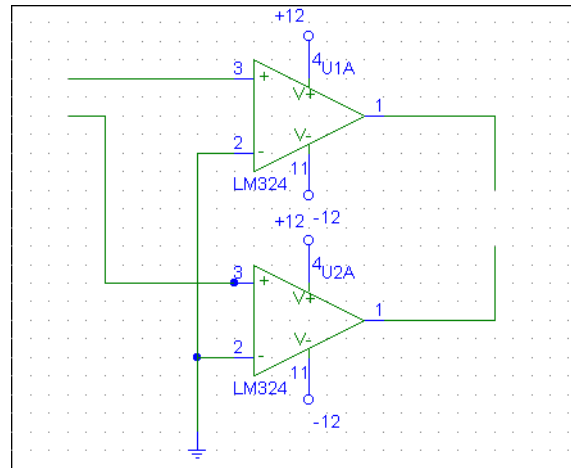 +12
4 U1A
3 +
V+
1
V-
2 -
11
LM324
-12
+12
4 U2A
3 +
V+
1
V-
2 -
11
LM324
-12